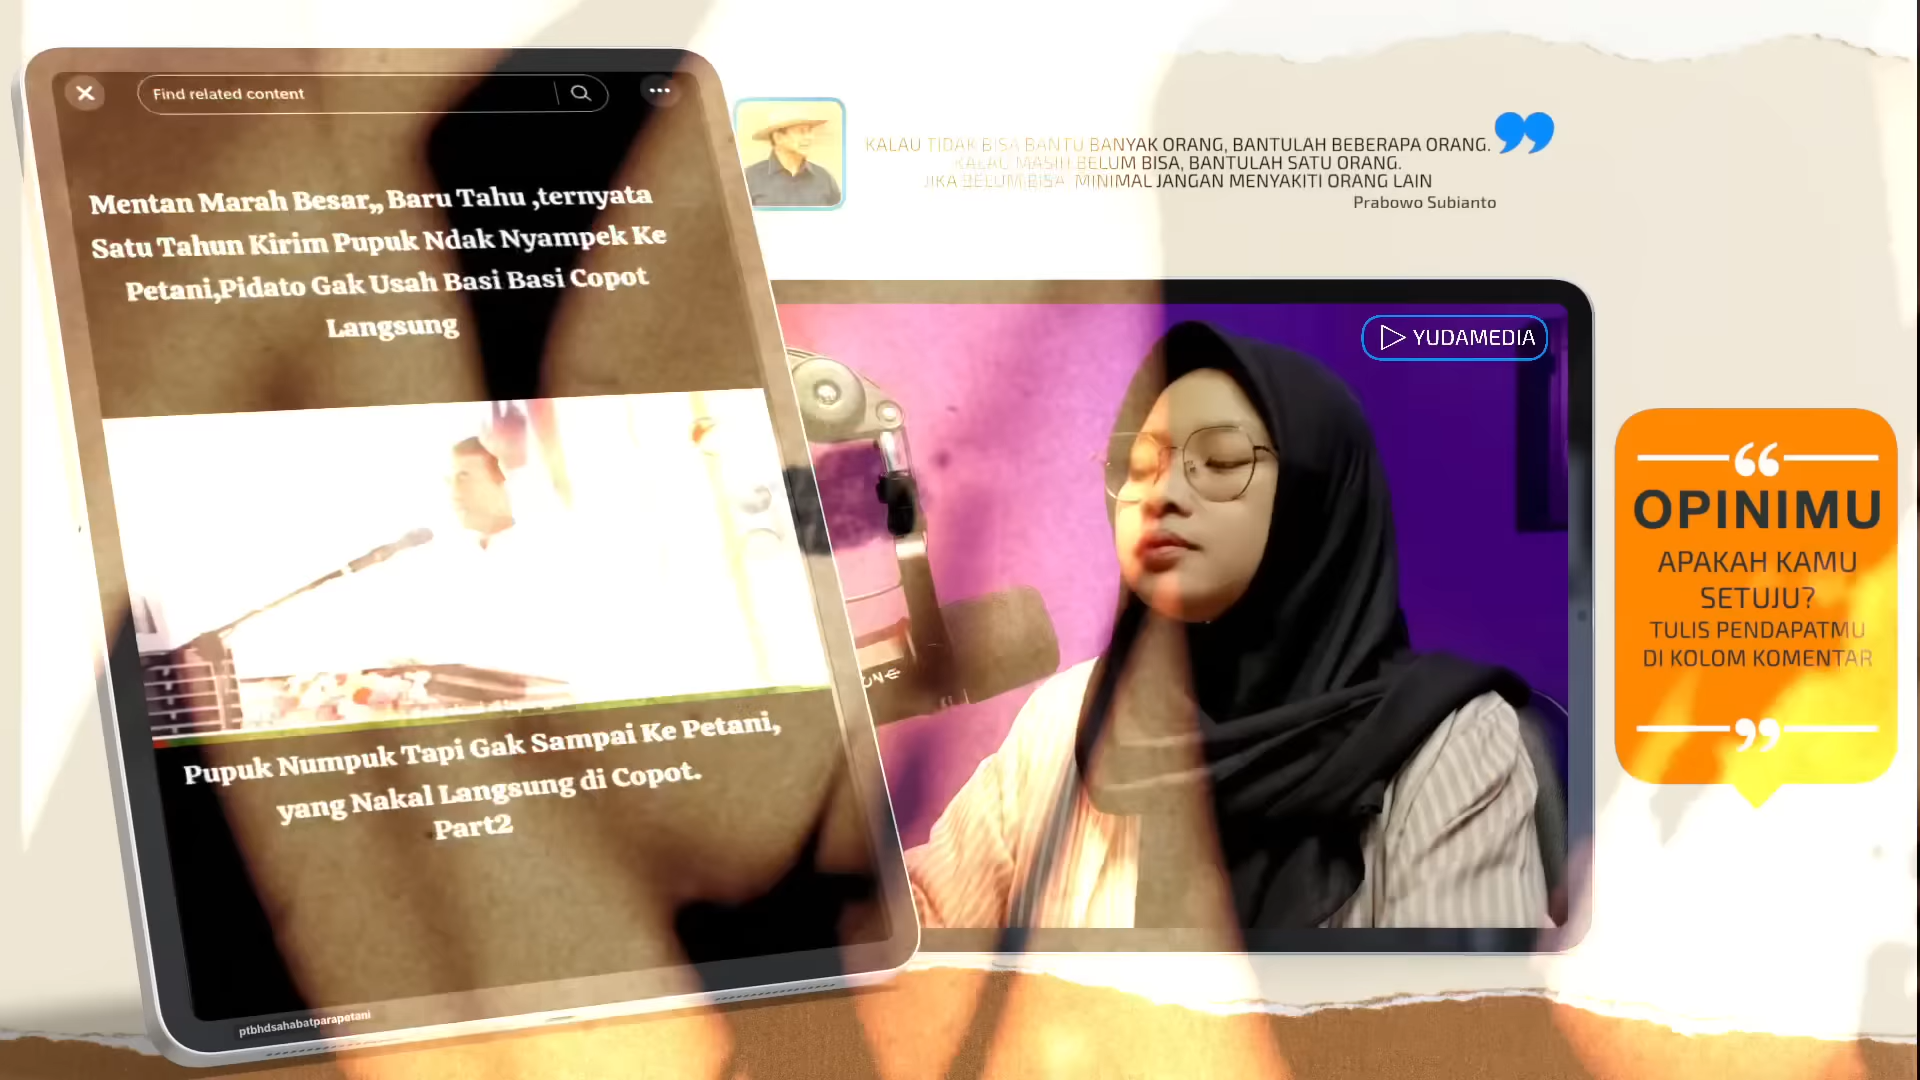 Find related content
Mentan Marah Besar,, Baru Tahu ,ternyata
Satu Tahun Kirim Pupuk Ndak Nyampek Ke
Petani,Pidato Gak Usah Basi Basi Copot
Langsung
Pupuk Numpuk Tapi Gak Sampai Ke Petani,
yang Nakal Langsung di Copot.
Part2
ptbhdsahabatparapetani
KALAU TIDAK BISA BANTU BANYAK ORANG, BANTULAH BEBERAPA ORANG.
KALAU MASIH BELUM BISA, BANTULAH SATU ORANG.
JIKA BELUM BISA, MINIMAL JANGAN MENYAKITI ORANG LAIN
Prabowo Subianto
YUDAMEDIA
OPINIMU
APAKAH KAMU
SETUJU?
TULIS PENDAPATMU
DI KOLOM KOMENTAR